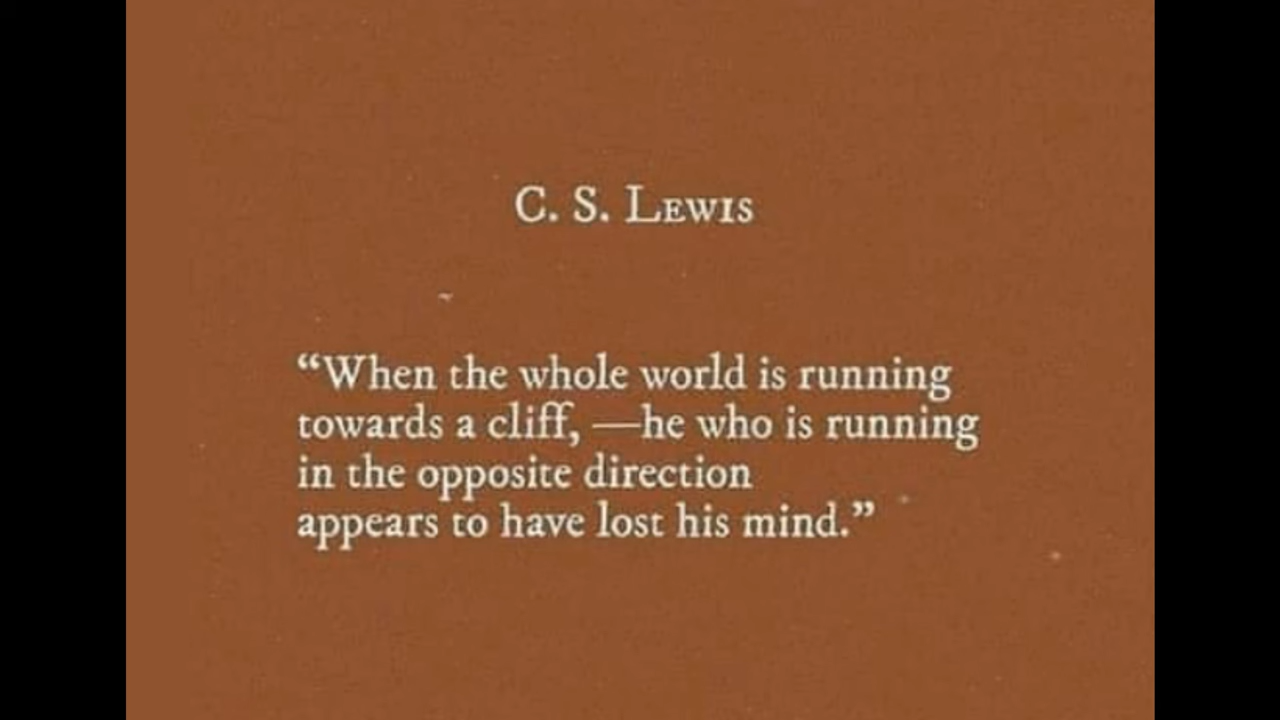 C. S. Lewis
“When the whole world is running
towards a cliff, —he who is running
in the opposite direction
appears to have lost his mind.”